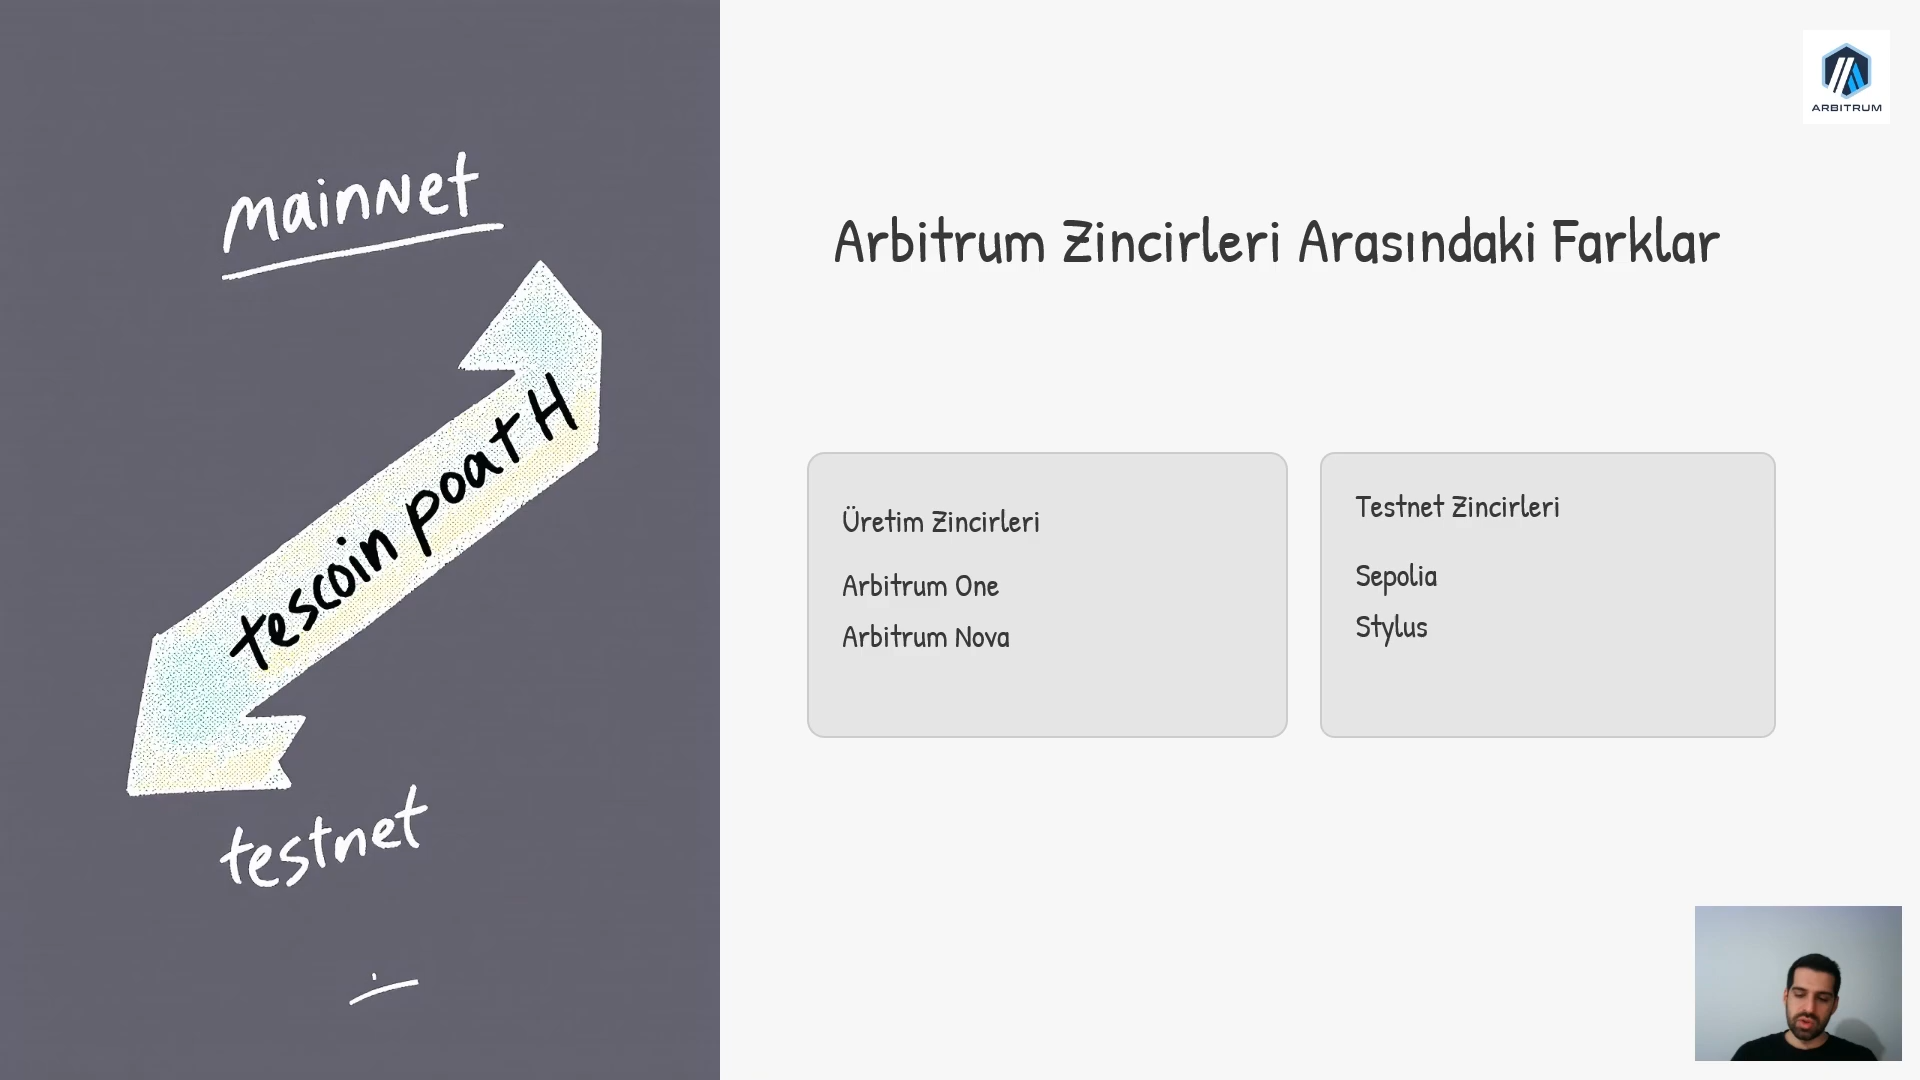 mainNet
tescoin poat H
testnet
ARBITRUM
Arbitrum Zincirleri Arasındaki Farklar
Üretim Zincirleri
Arbitrum One
Arbitrum Nova
Testnet Zincirleri
Sepolia
Stylus